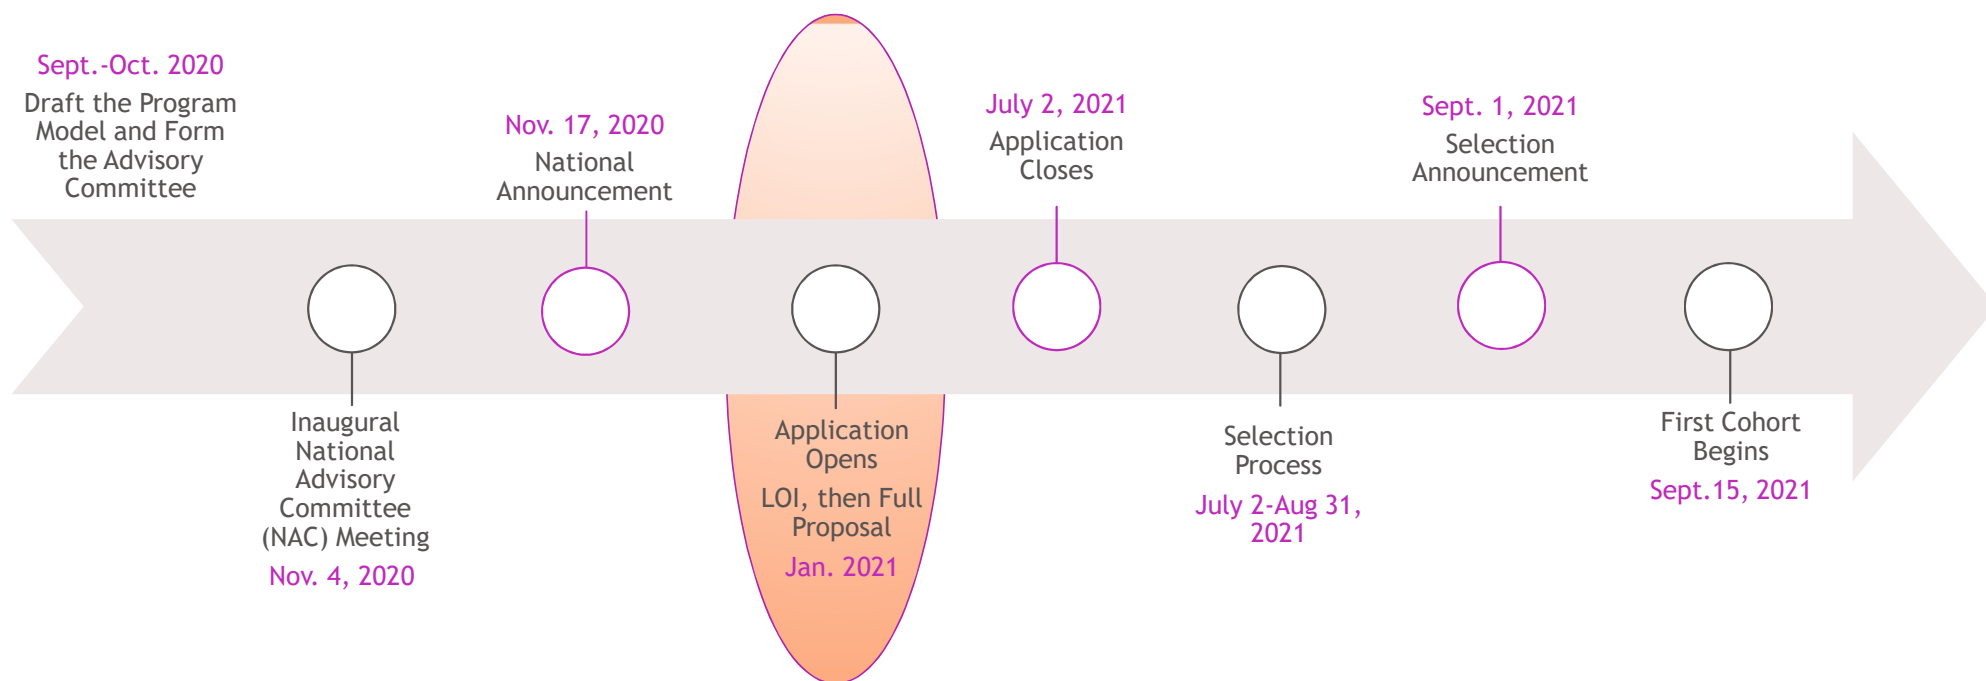 Sept.-Oct. 2020
Draft the Program
Model and Form
the Advisory
Committee
Inaugural
National
Advisory
Committee
(NAC) Meeting
Nov. 4, 2020
Nov. 17, 2020
National
Announcement
Application
Opens
LOI, then Full
Proposal
Jan. 2021
July 2, 2021
Application
Closes
Selection
Process
July 2-Aug 31,
2021
Sept. 1, 2021
Selection
Announcement
First Cohort
Begins
Sept.15, 2021